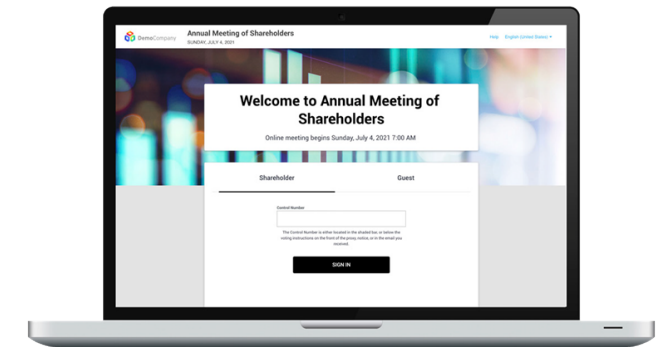 DemoCompany
Annual Meeting of Shareholders
SUNDAY, JULY 4, 2021
Help
English (United States)
Welcome to Annual Meeting of
Shareholders
Online meeting begins Sunday, July 4, 2021 7:00 AM
Shareholder
Guest
Control Number
The Control Number is either located in the shaded bar, or below the
voting instructions on the front of the proxy notice, or in the email you
received.
SIGN IN